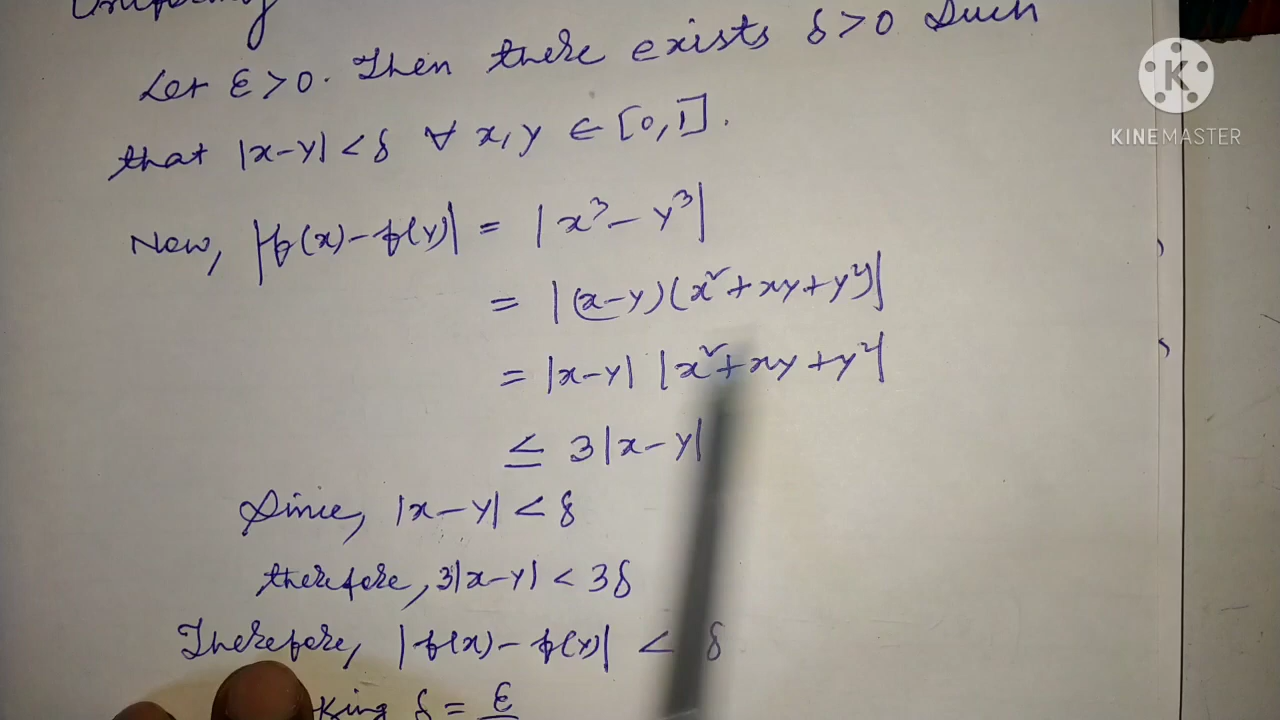 Let ε > 0. Then there exists δ > 0 such
that |x-y| < δ ∀ x, y ∈ [0,1].
Now, |f(x)-f(y)| = |x³-y³|
= |(x-y)(x²+xy+y²)|
= |x-y| |x²+xy+y²|
≤ 3|x-y|
Since, |x-y| < δ
therefore, 3|x-y| < 3δ
Therefore, |f(x)-f(y)| < δ
δ = ε
K
KINEMASTER